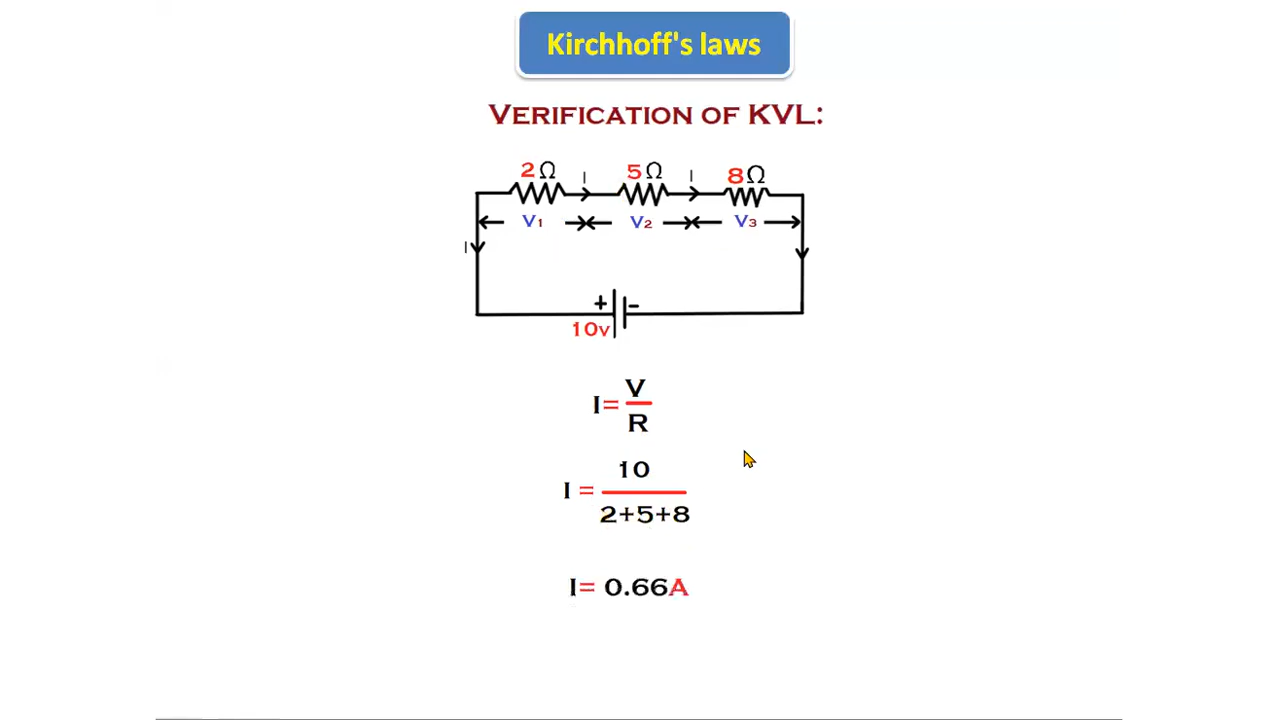 Kirchhoff's laws
VERIFICATION OF KVL:
2Ω I 5Ω I 8Ω
V1 V2 V3
I
+ -
10V
I= V
R
I = 10
2+5+8
I= 0.66A